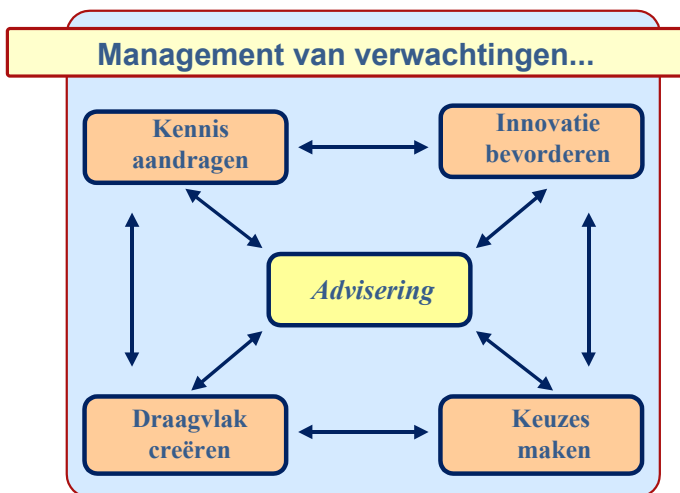 Management van verwachtingen...
Kennis
aandragen
Innovatie
bevorderen
Advisering
Draagvlak
creëren
Keuzes
maken